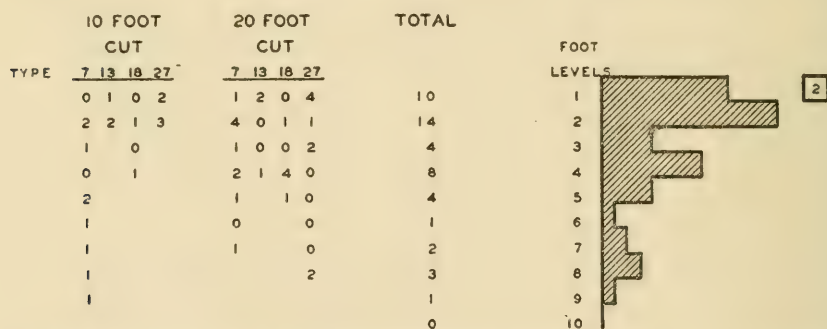 10 FOOT 20 FOOT TOTAL
CUT CUT FOOT
TYPE 7 13 18 27 7 13 18 27 LEVELS
0 1 0 2 1 2 0 4 10 1 2
2 2 1 3 4 0 1 1 14 2
1 0 1 0 0 2 4 3
0 1 2 1 4 0 8 4
2 1 1 0 4 5
1 0 0 1 6
1 1 0 2 7
1 2 3 8
1 1 9
0 10